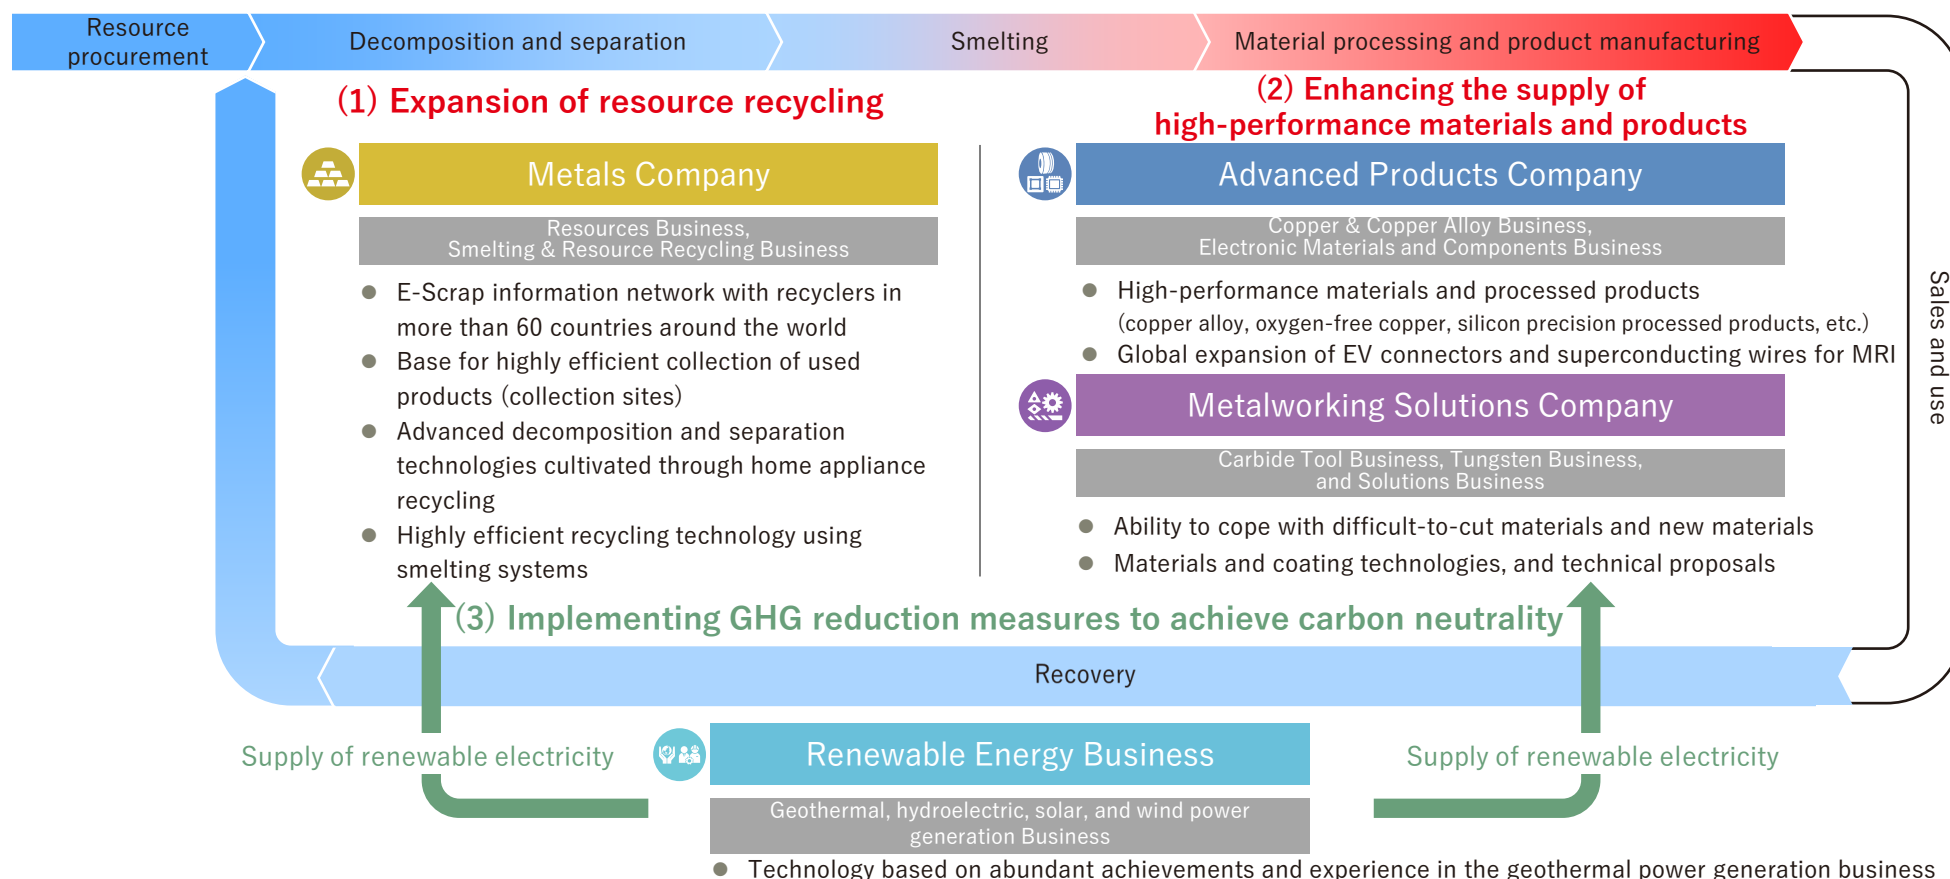 Resource
procurement
Decomposition and separation
Smelting
Material processing and product manufacturing
(1) Expansion of resource recycling
(2) Enhancing the supply of
high-performance materials and products
Metals Company
Resources Business,
Smelting & Resource Recycling Business
E-Scrap information network with recyclers in
more than 60 countries around the world
Base for highly efficient collection of used
products (collection sites)
Advanced decomposition and separation
technologies cultivated through home appliance
recycling
Highly efficient recycling technology using
smelting systems
Advanced Products Company
Copper & Copper Alloy Business,
Electronic Materials and Components Business
High-performance materials and processed products
(copper alloy, oxygen-free copper, silicon precision processed products, etc.)
Global expansion of EV connectors and superconducting wires for MRI
Metalworking Solutions Company
Carbide Tool Business, Tungsten Business,
and Solutions Business
Ability to cope with difficult-to-cut materials and new materials
Materials and coating technologies, and technical proposals
Sales and use
(3) Implementing GHG reduction measures to achieve carbon neutrality
Recovery
Supply of renewable electricity
Renewable Energy Business
Supply of renewable electricity
Geothermal, hydroelectric, solar, and wind power
generation Business
Technology based on abundant achievements and experience in the geothermal power generation business